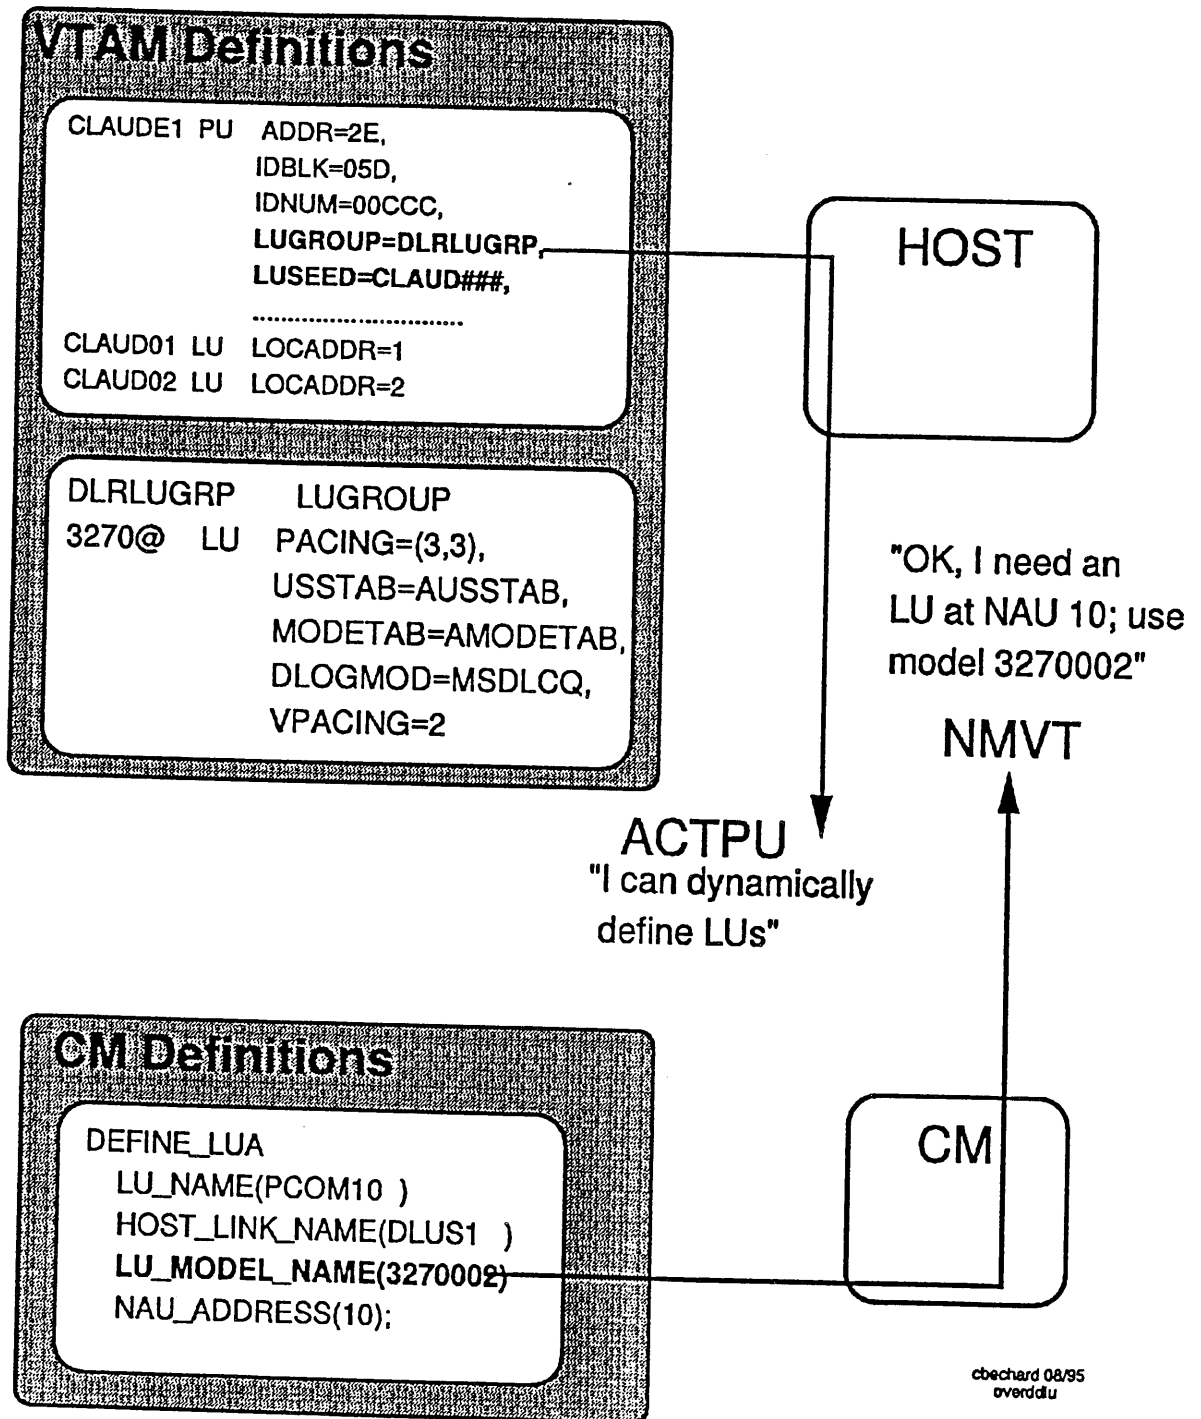 VTAM Definitions
CLAUDE1 PU ADDR=2E,
IDBLK=05D,
IDNUM=00CCC,
LUGROUP=DLRLUGRP,
LUSEED=CLAUD###,
..............................
CLAUD01 LU LOCADDR=1
CLAUD02 LU LOCADDR=2
DLRLUGRP LUGROUP
3270@ LU PACING=(3,3),
USSTAB=AUSSTAB,
MODETAB=AMODETAB,
DLOGMOD=MSDLCQ,
VPACING=2
HOST
"OK, I need an
LU at NAU 10; use
model 3270002"
NMVT
ACTPU
"I can dynamically
define LUs"
CM Definitions
DEFINE_LUA
LU_NAME(PCOM10 )
HOST_LINK_NAME(DLUS1 )
LU_MODEL_NAME(3270002)
NAU_ADDRESS(10);
CM
cbechard 08/95
overddlu